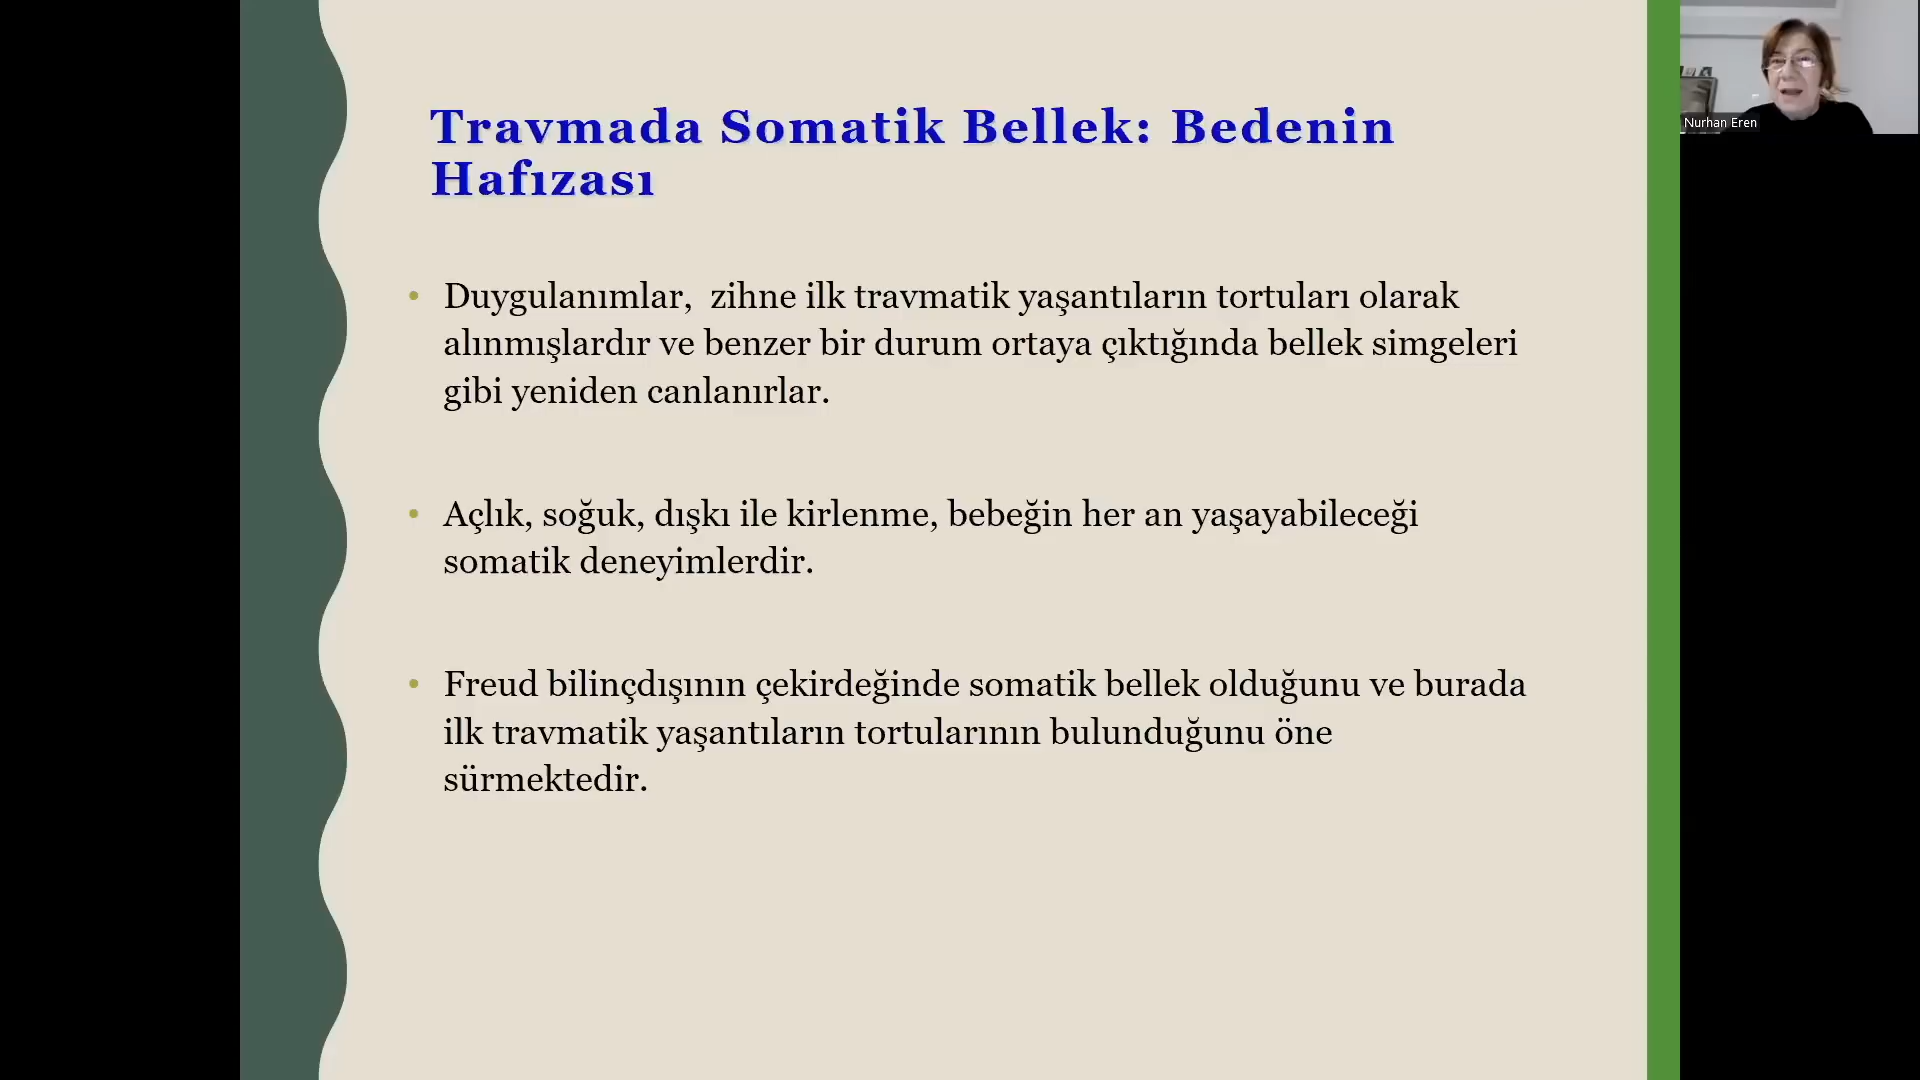 Travmada Somatik Bellek: Bedenin
Hafızası
• Duygulanımlar, zihne ilk travmatik yaşantıların tortuları olarak
alınmışlardır ve benzer bir durum ortaya çıktığında bellek simgeleri
gibi yeniden canlanırlar.
• Açlık, soğuk, dışkı ile kirlenme, bebeğin her an yaşayabileceği
somatik deneyimlerdir.
• Freud bilinçdışının çekirdeğinde somatik bellek olduğunu ve burada
ilk travmatik yaşantıların tortularının bulunduğunu öne
sürmektedir.
Nurhan Eren